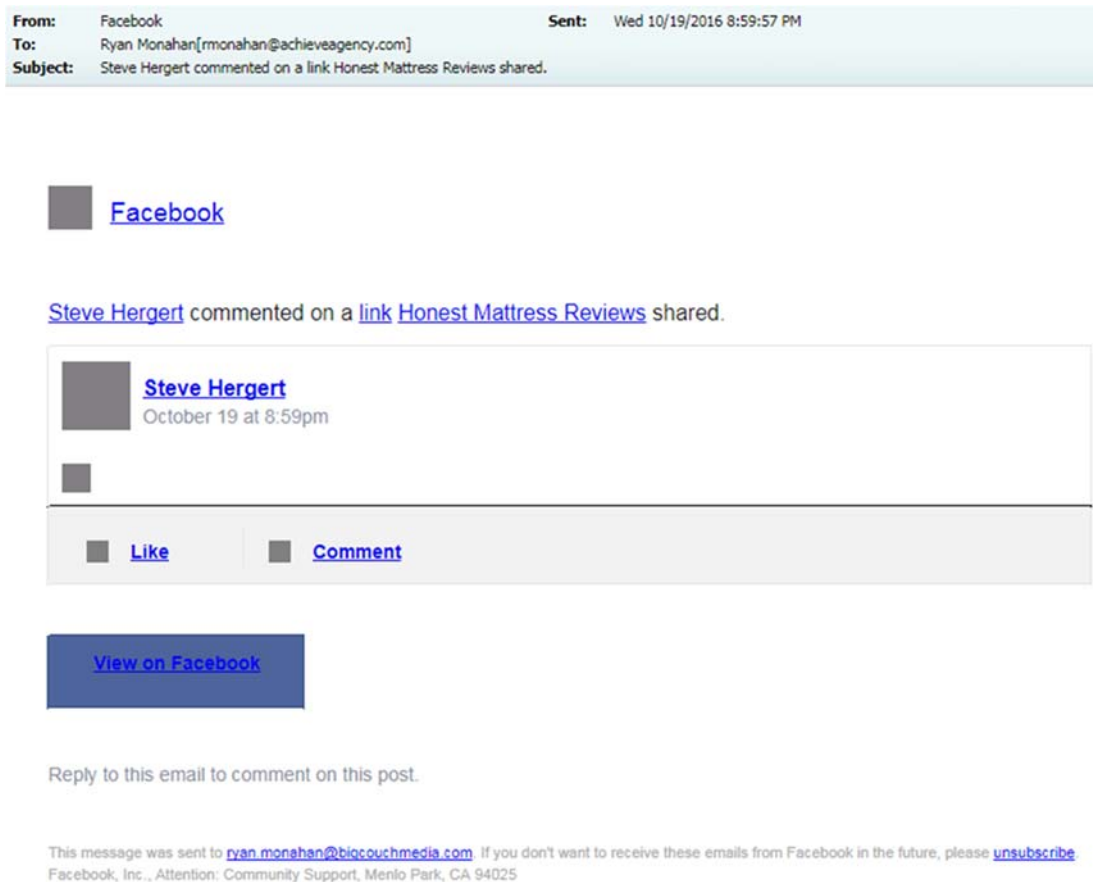 From: Facebook Sent: Wed 10/19/2016 8:59:57 PM
To: Ryan Monahan[rmonahan@achieveagency.com]
Subject: Steve Hergert commented on a link Honest Mattress Reviews shared.
Facebook
Steve Hergert commented on a link Honest Mattress Reviews shared.
Steve Hergert
October 19 at 8:59pm
Like Comment
View on Facebook
Reply to this email to comment on this post.
This message was sent to ryan.monahan@bigcouchmedia.com. If you don't want to receive these emails from Facebook in the future, please unsubscribe.
Facebook, Inc., Attention: Community Support, Menlo Park, CA 94025